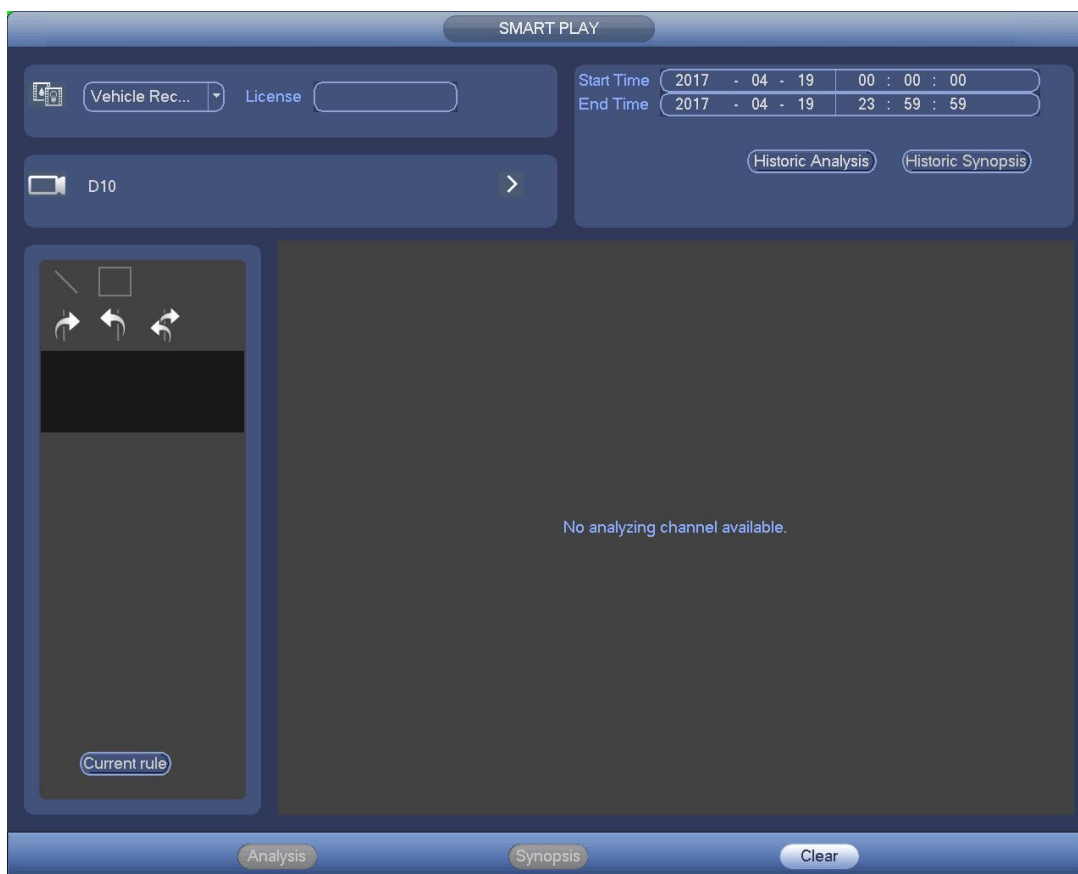 SMART PLAY
Vehicle Rec...
License
Start Time 2017 - 04 - 19 00 : 00 : 00
End Time 2017 - 04 - 19 23 : 59 : 59
Historic Analysis Historic Synopsis
D10
No analyzing channel available.
Current rule
Analysis Synopsis Clear